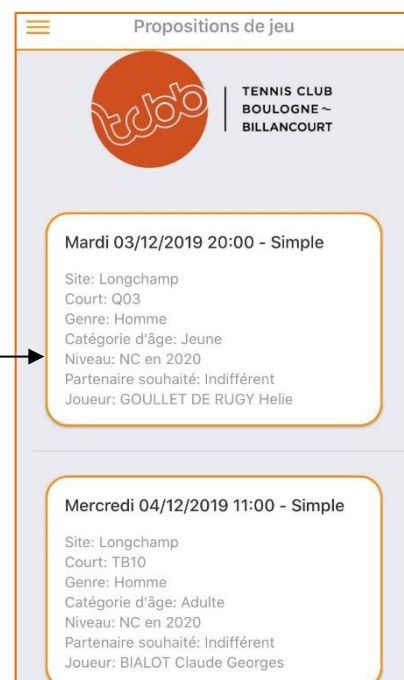 Propositions de jeu
tcbb
TENNIS CLUB
BOULOGNE~
BILLANCOURT
Mardi 03/12/2019 20:00 - Simple
Site: Longchamp
Court: Q03
Genre: Homme
Catégorie d'âge: Jeune
Niveau: NC en 2020
Partenaire souhaité: Indifférent
Joueur: GOULLET DE RUGY Helie
Mercredi 04/12/2019 11:00 - Simple
Site: Longchamp
Court: TB10
Genre: Homme
Catégorie d'âge: Adulte
Niveau: NC en 2020
Partenaire souhaité: Indifférent
Joueur: BIALOT Claude Georges